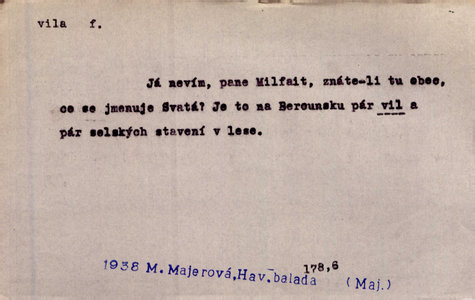 vila f.
Já nevím, pane Milfait, znáte-li tu obec,
co se jmenuje Svatá? Je to na Berounsku pár vil a
pár selských stavení v lese.
1938 M. Majerová, Hav. balada 178,6 (Maj.)